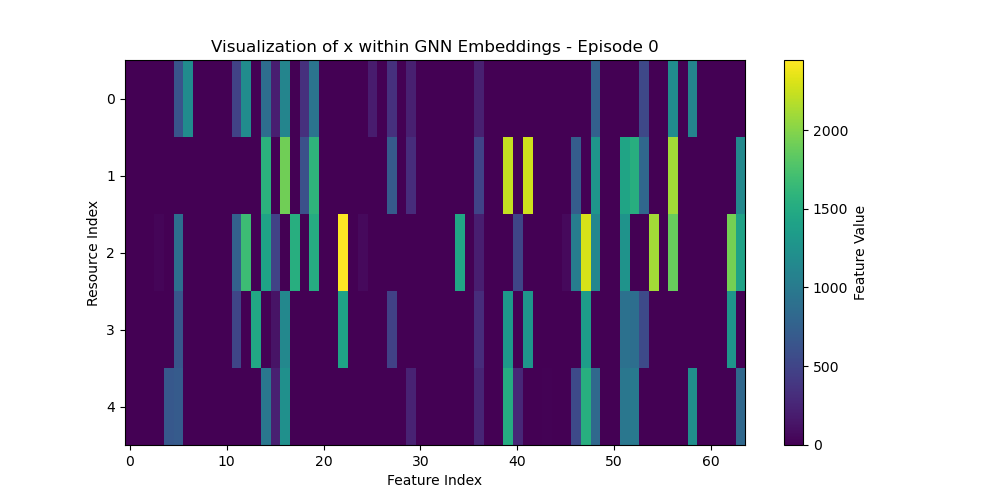 Visualization of x within GNN Embeddings - Episode 0
Resource Index
0
1
2
3
4
0 10 20 30 40 50 60
Feature Index
2000
1500
1000
500
0
Feature Value